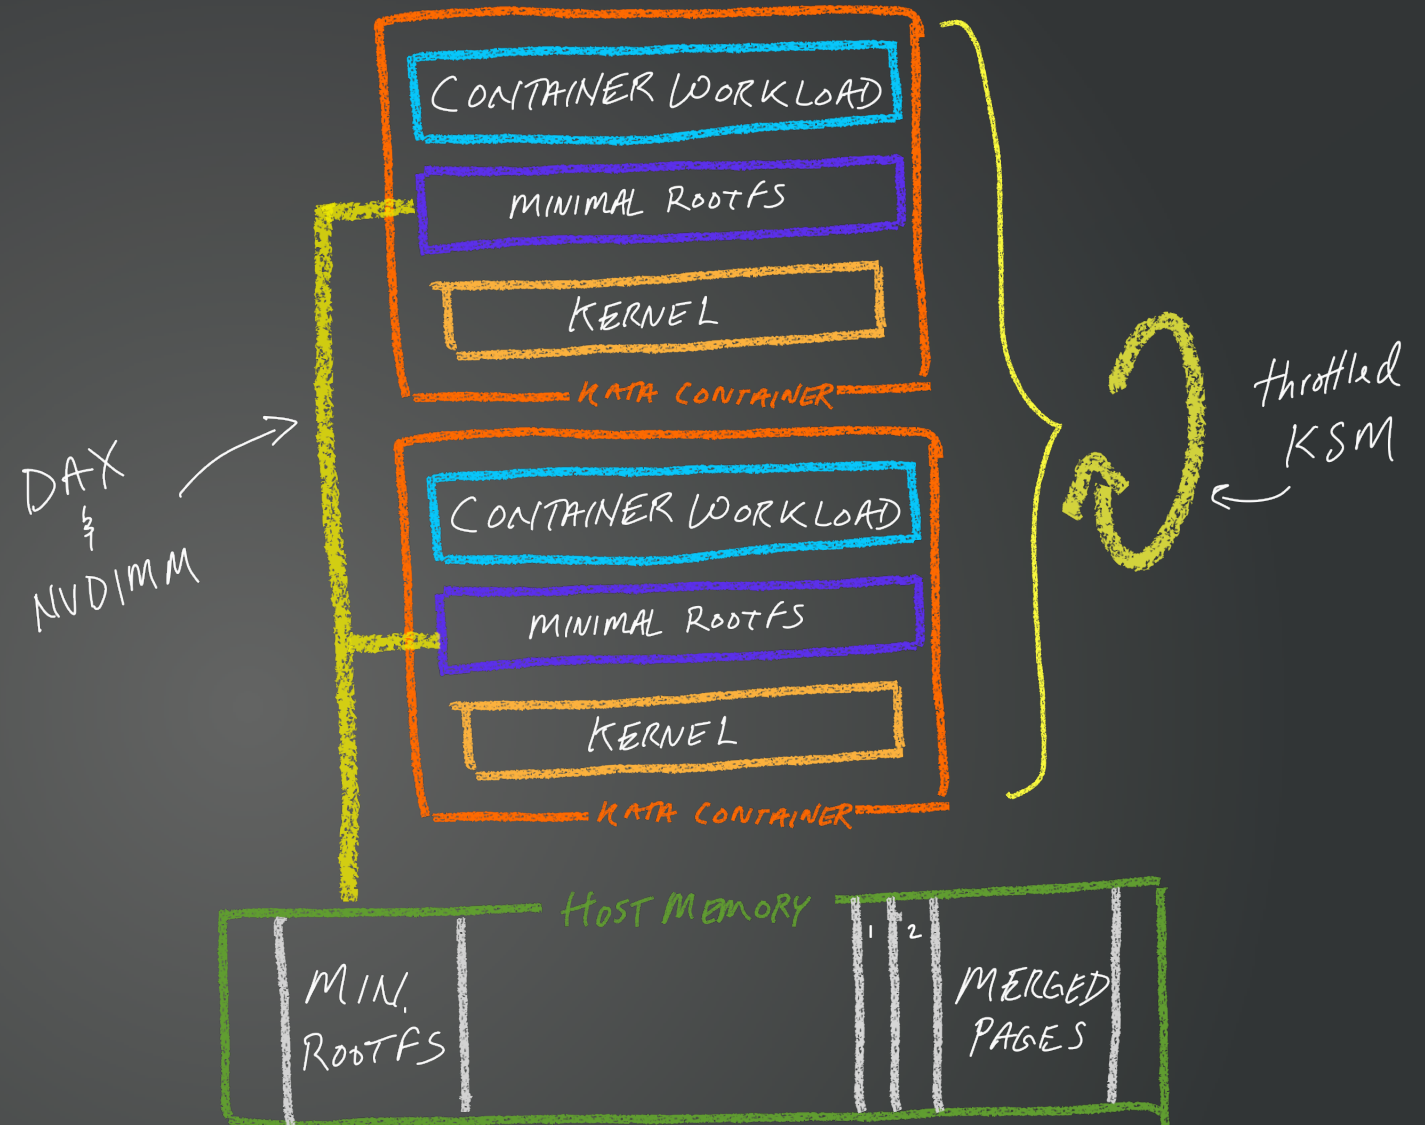 CONTAINER WORKLOAD
MINIMAL ROOTFS
KERNEL
KATA CONTAINER
throttled
KSM
DAX
&
NVDIMM
CONTAINER WORKLOAD
MINIMAL ROOTFS
KERNEL
KATA CONTAINER
HOST MEMORY
1
2
MIN.
ROOTFS
MERGED
PAGES